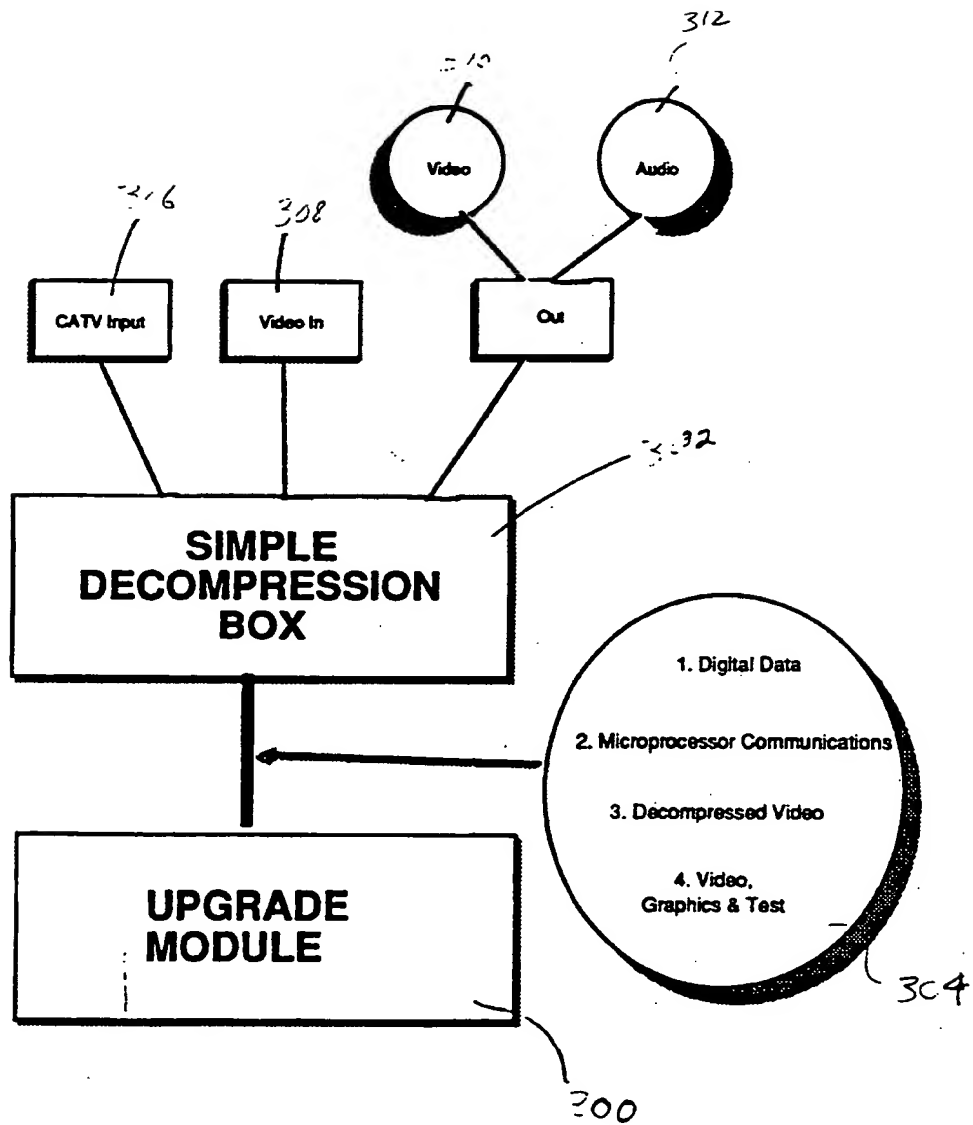 312
Video
Audio
308
CATV Input
Video In
Out
SIMPLE
DECOMPRESSION
BOX
1. Digital Data
2. Microprocessor Communications
3. Decompressed Video
4. Video,
Graphics & Test
UPGRADE
MODULE
304
300